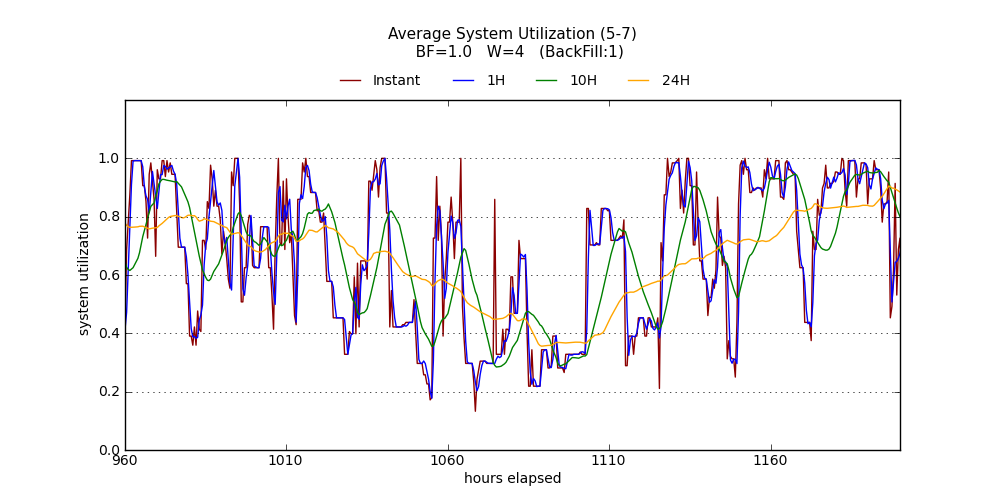 Average System Utilization (5-7)
BF=1.0 W=4 (BackFill:1)
Instant 1H 10H 24H
system utilization
1.0
0.8
0.6
0.4
0.2
0.0
960 1010 1060 1110 1160
hours elapsed